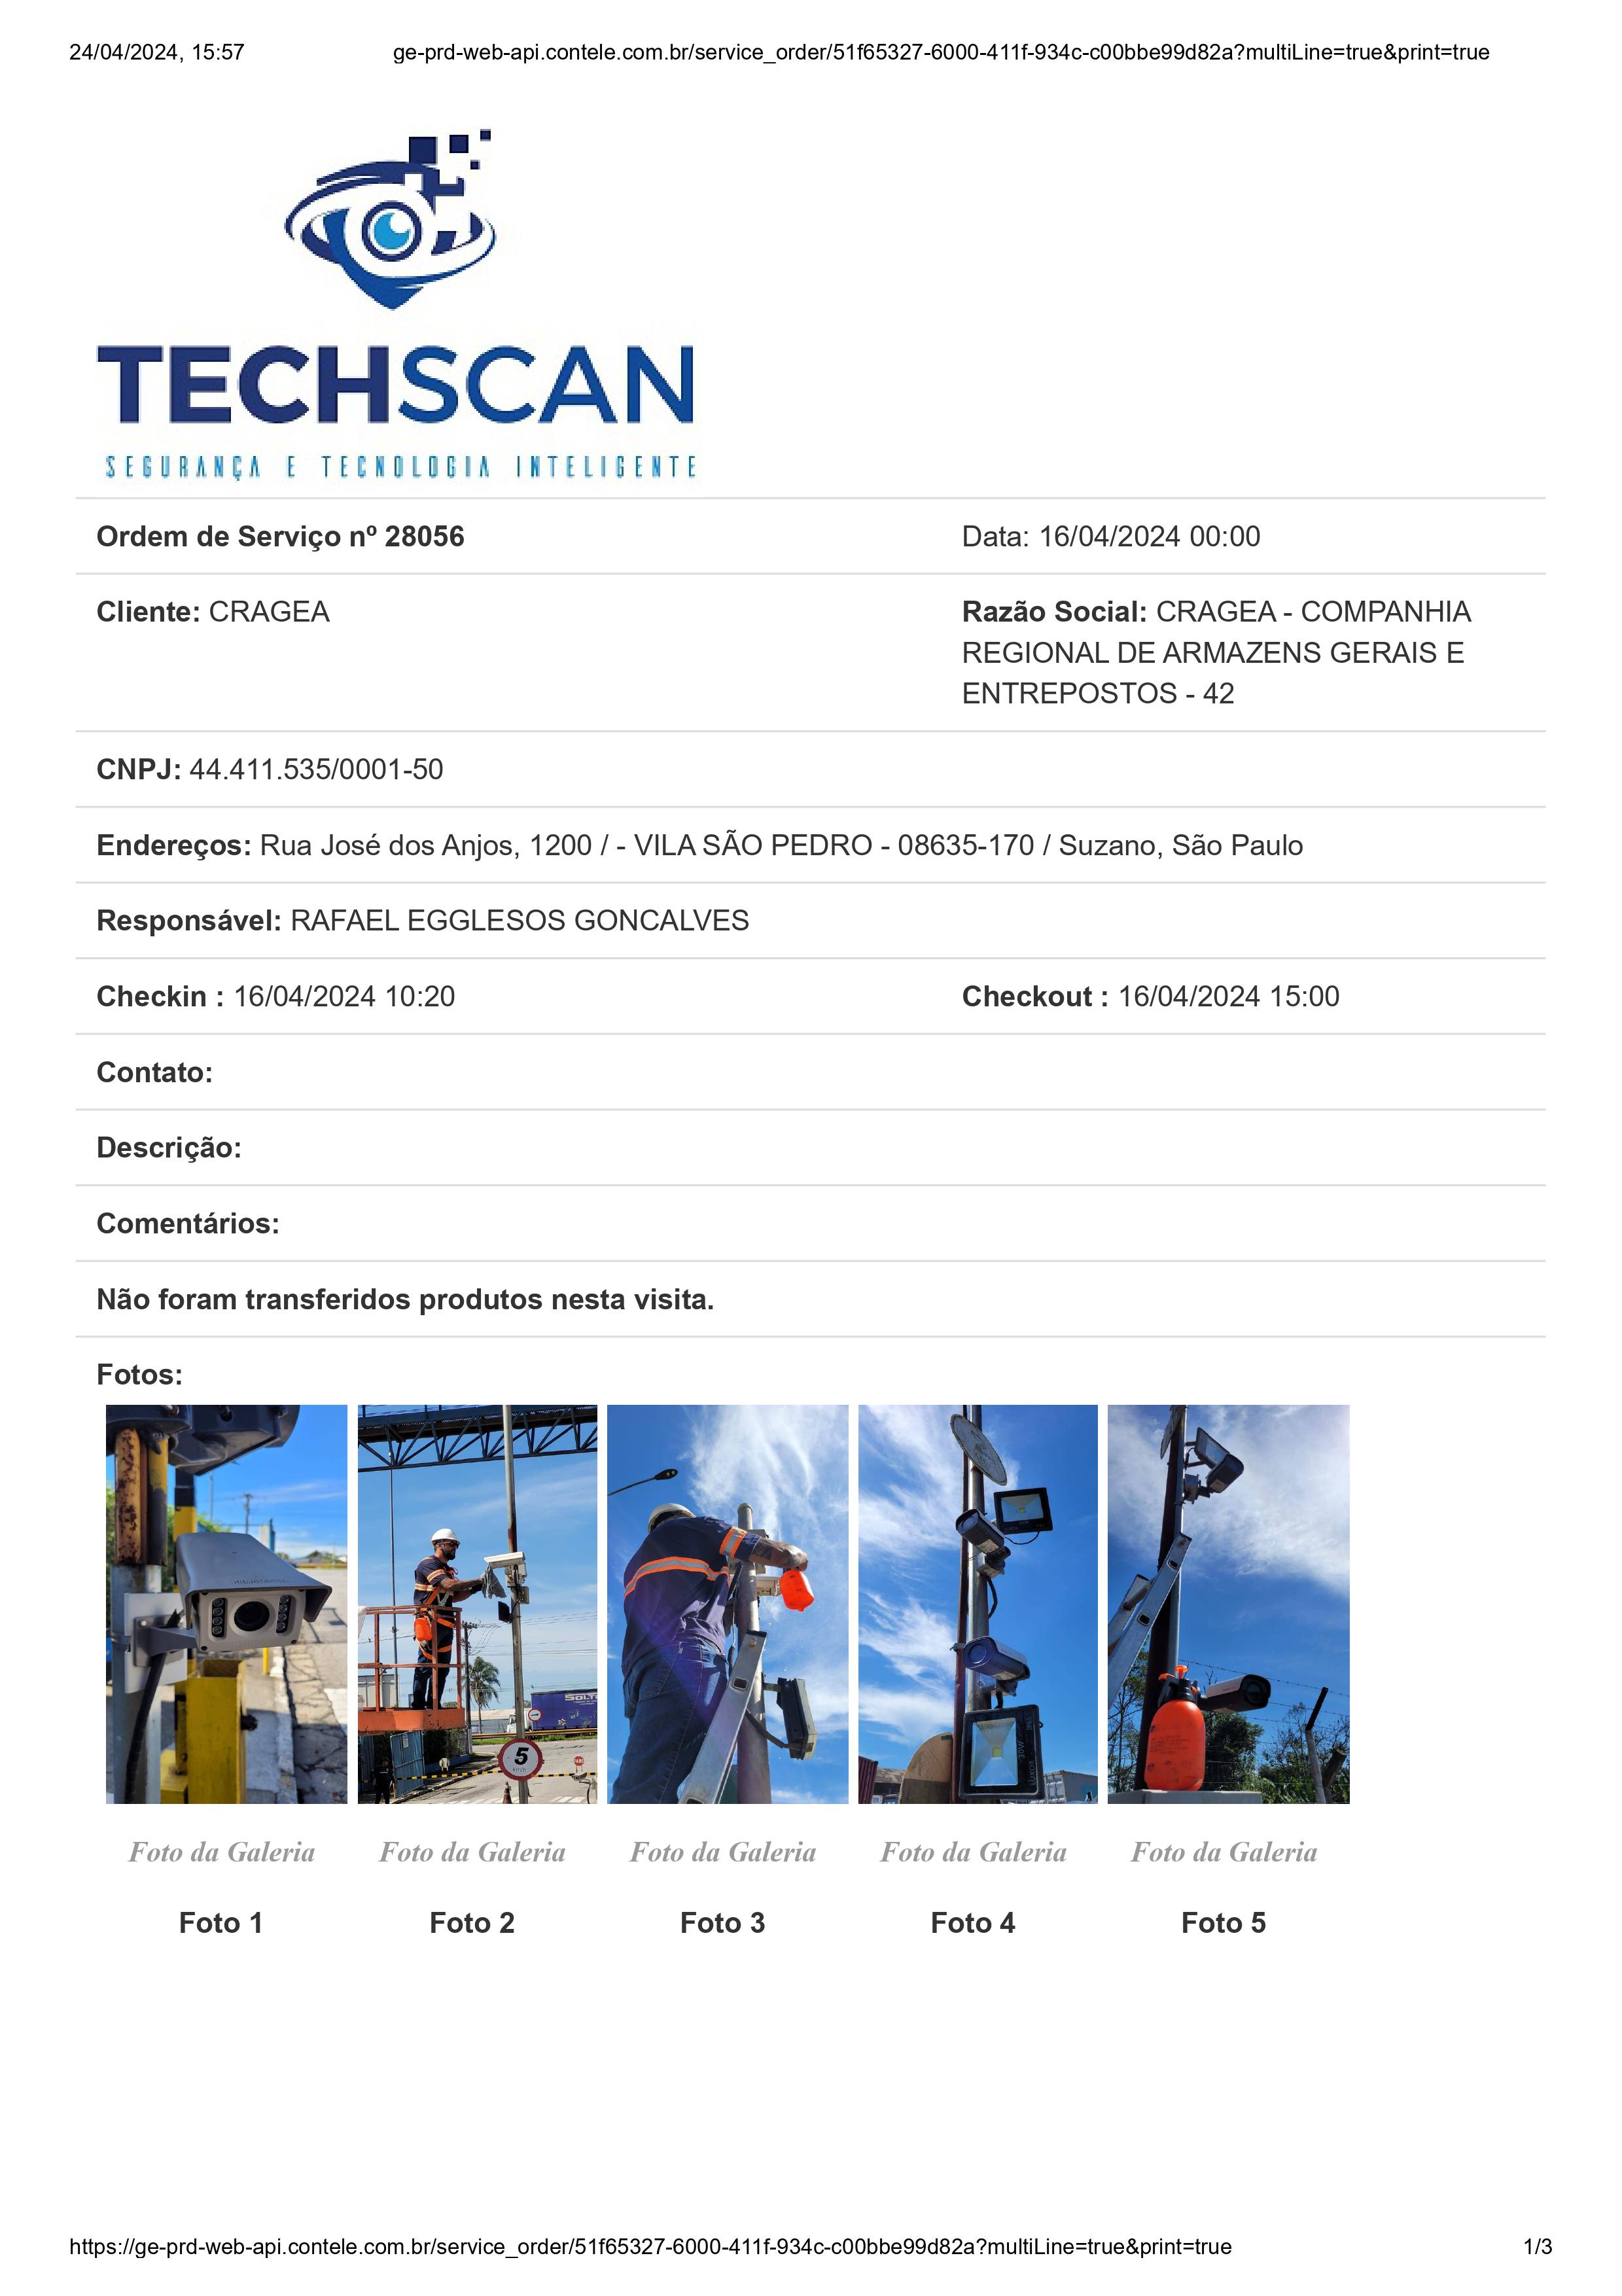 24/04/2024, 15:57 ge-prd-web-api.contele.com.br/service_order/51f65327-6000-411f-934c-c00bbe99d82a?multiLine=true&print=true
TECHSCAN
SEGURANÇA E TECNOLOGIA INTELIGENTE
Ordem de Serviço nº 28056 Data: 16/04/2024 00:00
Cliente: CRAGEA Razão Social: CRAGEA - COMPANHIA
REGIONAL DE ARMAZENS GERAIS E
ENTREPOSTOS - 42
CNPJ: 44.411.535/0001-50
Endereços: Rua José dos Anjos, 1200 / - VILA SÃO PEDRO - 08635-170 / Suzano, São Paulo
Responsável: RAFAEL EGGLESOS GONCALVES
Checkin : 16/04/2024 10:20 Checkout : 16/04/2024 15:00
Contato:
Descrição:
Comentários:
Não foram transferidos produtos nesta visita.
Fotos:
5
km/h
Foto da Galeria Foto da Galeria Foto da Galeria Foto da Galeria Foto da Galeria
Foto 1 Foto 2 Foto 3 Foto 4 Foto 5
https://ge-prd-web-api.contele.com.br/service_order/51f65327-6000-411f-934c-c00bbe99d82a?multiLine=true&print=true 1/3